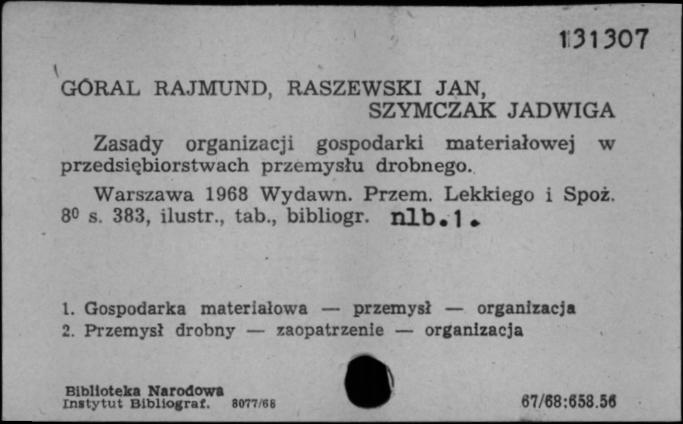 131307
GÓRAL RAJMUND, RASZEWSKI JAN,
SZYMCZAK JADWIGA
Zasady organizacji gospodarki materiałowej w
przedsiębiorstwach przemysłu drobnego.
Warszawa 1968 Wydawn. Przem. Lekkiego i Spoż.
8⁰ s. 383, ilustr., tab., bibliogr. nlb.1.
1. Gospodarka materiałowa — przemysł — organizacja
2. Przemysł drobny — zaopatrzenie — organizacja
Biblioteka Narodowa
Instytut Bibliograf. 8077/68
67/68:658.56